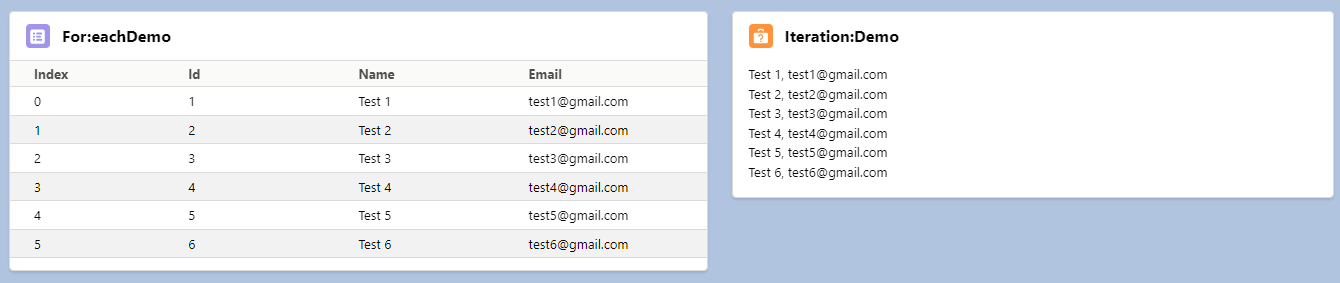 For:eachDemo
Index Id Name Email
0 1 Test 1 test1@gmail.com
1 2 Test 2 test2@gmail.com
2 3 Test 3 test3@gmail.com
3 4 Test 4 test4@gmail.com
4 5 Test 5 test5@gmail.com
5 6 Test 6 test6@gmail.com
Iteration:Demo
Test 1, test1@gmail.com
Test 2, test2@gmail.com
Test 3, test3@gmail.com
Test 4, test4@gmail.com
Test 5, test5@gmail.com
Test 6, test6@gmail.com